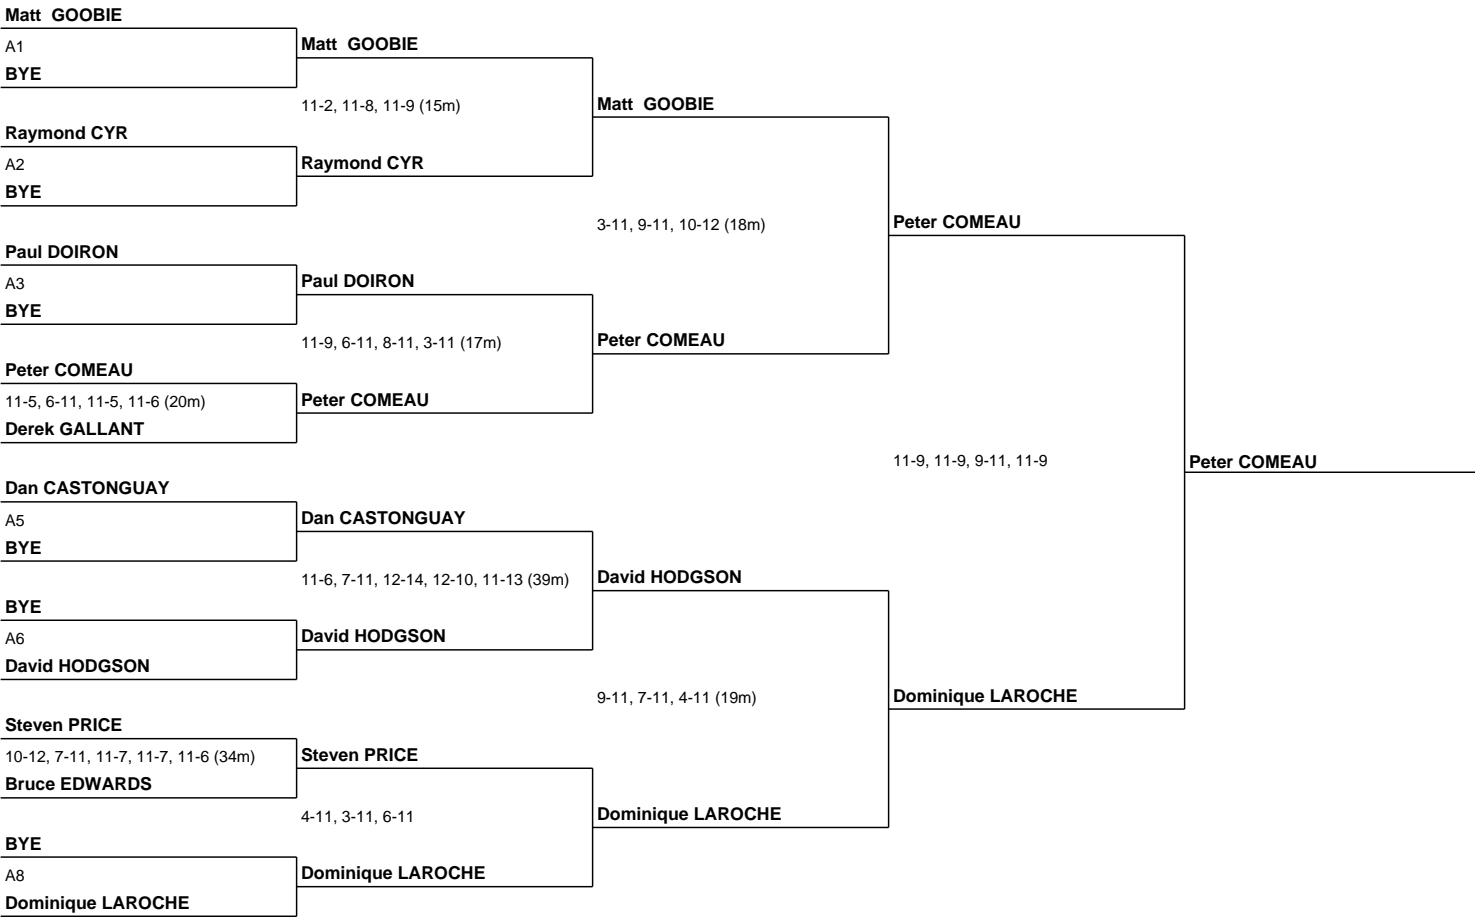 Matt  GOOBIE
A1
BYE
Raymond CYR
A2
BYE
Paul DOIRON
A3
BYE
Peter COMEAU
11-5, 6-11, 11-5, 11-6 (20m)
Derek GALLANT
Dan CASTONGUAY
A5
BYE
BYE
A6
David HODGSON
Steven PRICE
10-12, 7-11, 11-7, 11-7, 11-6 (34m)
Bruce EDWARDS
BYE
A8
Dominique LAROCHE
Matt  GOOBIE
11-2, 11-8, 11-9 (15m)
Raymond CYR
Paul DOIRON
11-9, 6-11, 8-11, 3-11 (17m)
Peter COMEAU
Dan CASTONGUAY
11-6, 7-11, 12-14, 12-10, 11-13 (39m)
David HODGSON
Steven PRICE
4-11, 3-11, 6-11
Dominique LAROCHE
Matt  GOOBIE
3-11, 9-11, 10-12 (18m)
Peter COMEAU
David HODGSON
9-11, 7-11, 4-11 (19m)
Dominique LAROCHE
Peter COMEAU
11-9, 11-9, 9-11, 11-9
Dominique LAROCHE
Peter COMEAU